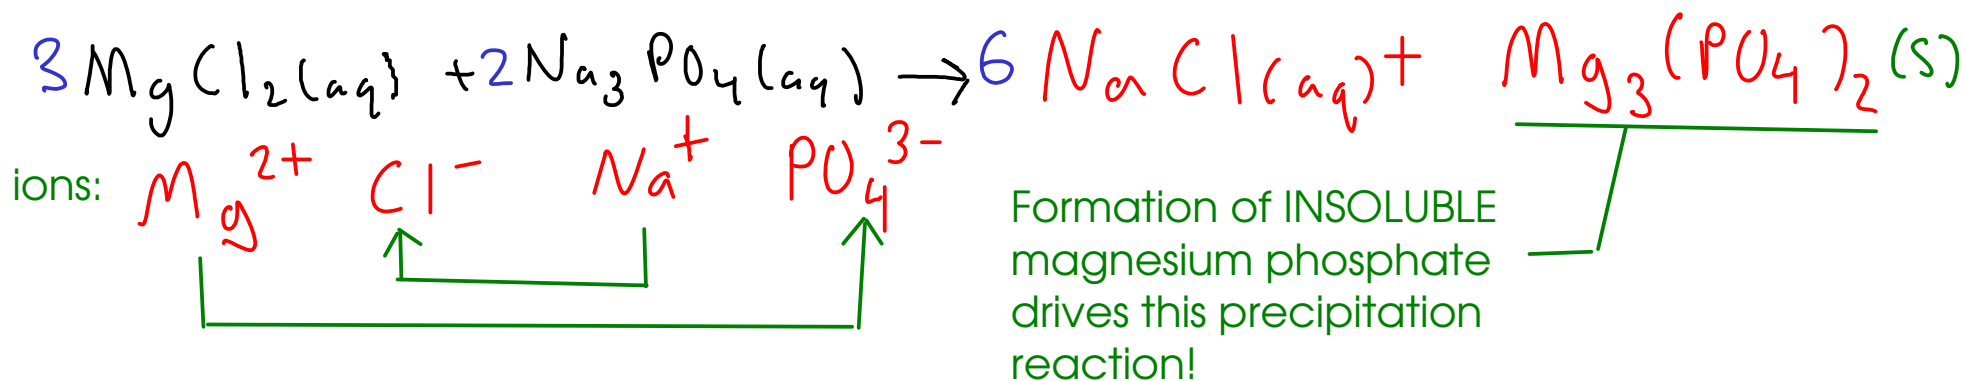 3MgCl₂(aq) + 2Na₃PO₄(aq) → 6NaCl(aq) + Mg₃(PO₄)₂(s)
ions: Mg²⁺ Cl⁻ Na⁺ PO₄³⁻
Formation of INSOLUBLE
magnesium phosphate
drives this precipitation
reaction!